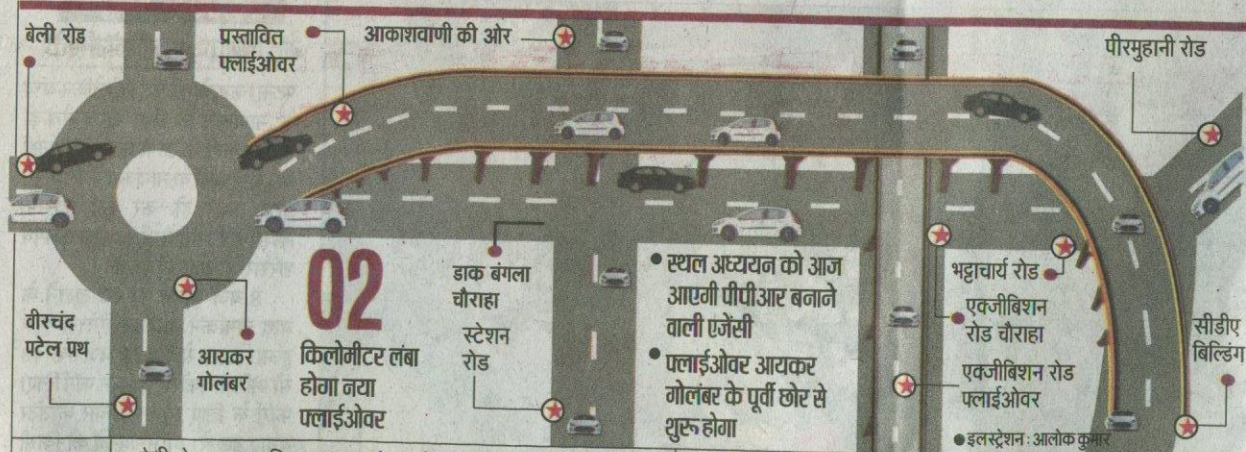 बेली रोड
प्रस्तावित
फ्लाईओवर
आकाशवाणी की ओर
पीरमुहानी रोड
वीरचंद
पटेल पथ
आयकर
गोलंबर
02
किलोमीटर लंबा
होगा नया
फ्लाईओवर
डाक बंगला
चौराहा
स्टेशन
रोड
• स्थल अध्ययन को आज
आएगी पीपीआर बनाने
वाली एजेंसी
• फ्लाईओवर आयकर
गोलंबर के पूर्वी छोर से
शुरू होगा
भट्टाचार्य रोड
एक्जीबिशन
रोड चौराहा
एक्जीबिशन रोड
फ्लाईओवर
सीडीए
बिल्डिंग
• इलस्ट्रेशन : आलोक कुमार